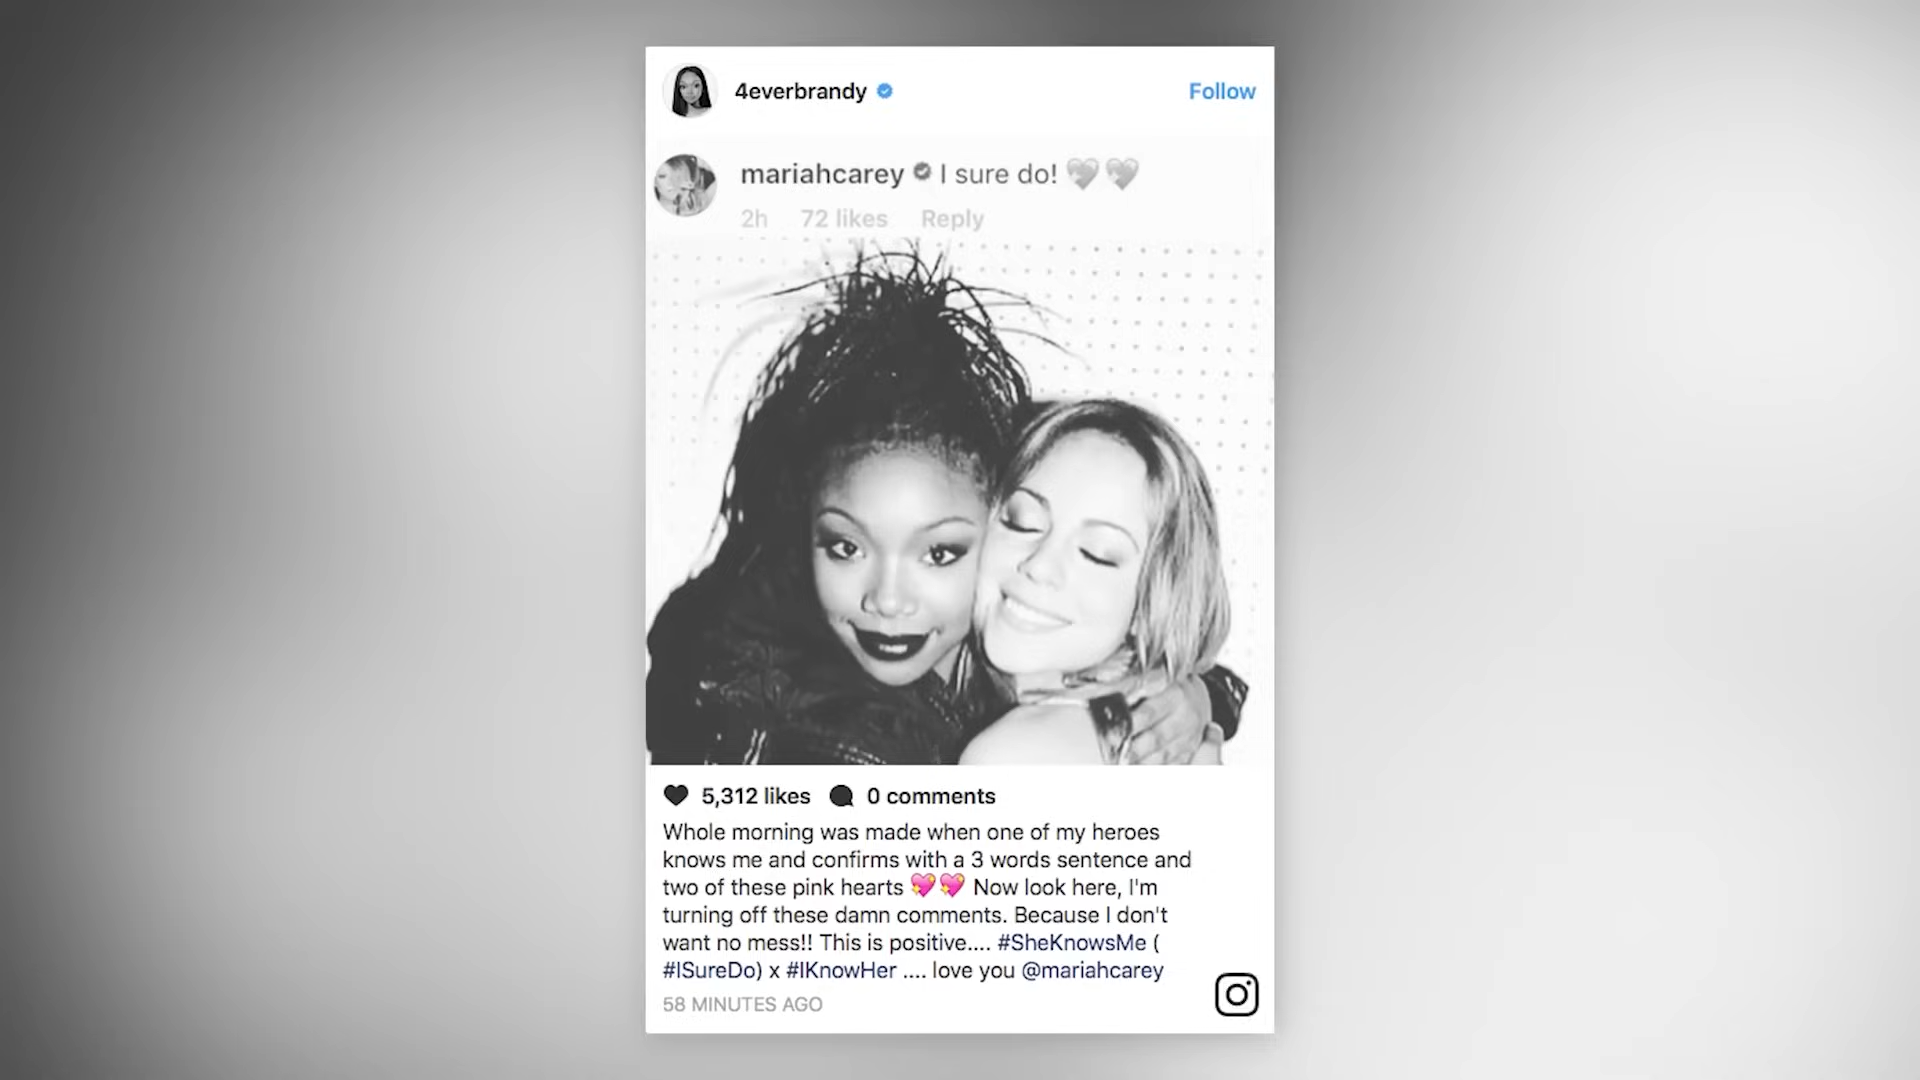 4everbrandy
Follow
mariahcarey I sure do! 💖💖
2h 72 likes Reply
5,312 likes 0 comments
Whole morning was made when one of my heroes
knows me and confirms with a 3 words sentence and
two of these pink hearts 💖💖 Now look here, I'm
turning off these damn comments. Because I don't
want no mess!! This is positive.... #SheKnowsMe (
#ISureDo) x #IKnowHer .... love you @mariahcarey
58 MINUTES AGO